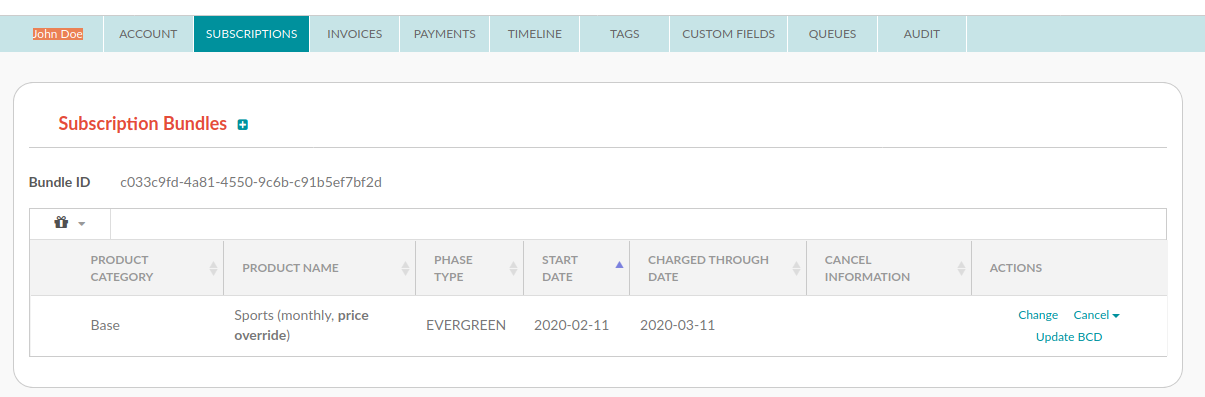 John Doe ACCOUNT SUBSCRIPTIONS INVOICES PAYMENTS TIMELINE TAGS CUSTOM FIELDS QUEUES AUDIT
Subscription Bundles
Bundle ID c033c9fd-4a81-4550-9c6b-c91b5ef7bf2d
PRODUCT CATEGORY PRODUCT NAME PHASE TYPE START DATE CHARGED THROUGH DATE CANCEL INFORMATION ACTIONS
Base Sports (monthly, price override) EVERGREEN 2020-02-11 2020-03-11 Change Cancel
Update BCD